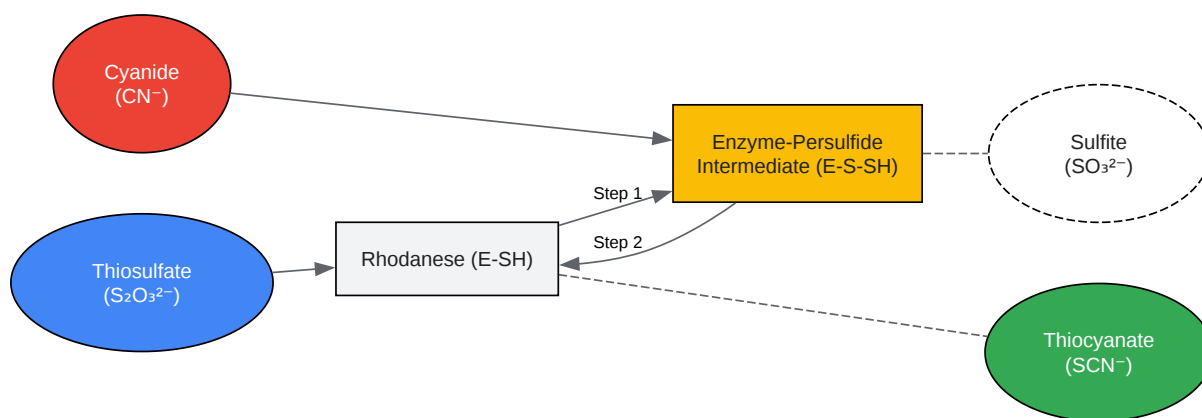 Cyanide
(CN⁻)
Enzyme-Persulfide
Intermediate (E-S-SH)
Sulfite
(SO₃²⁻)
Step 1
Step 2
Rhodanese (E-SH)
Thiosulfate
(S₂O₃²⁻)
Thiocyanate
(SCN⁻)